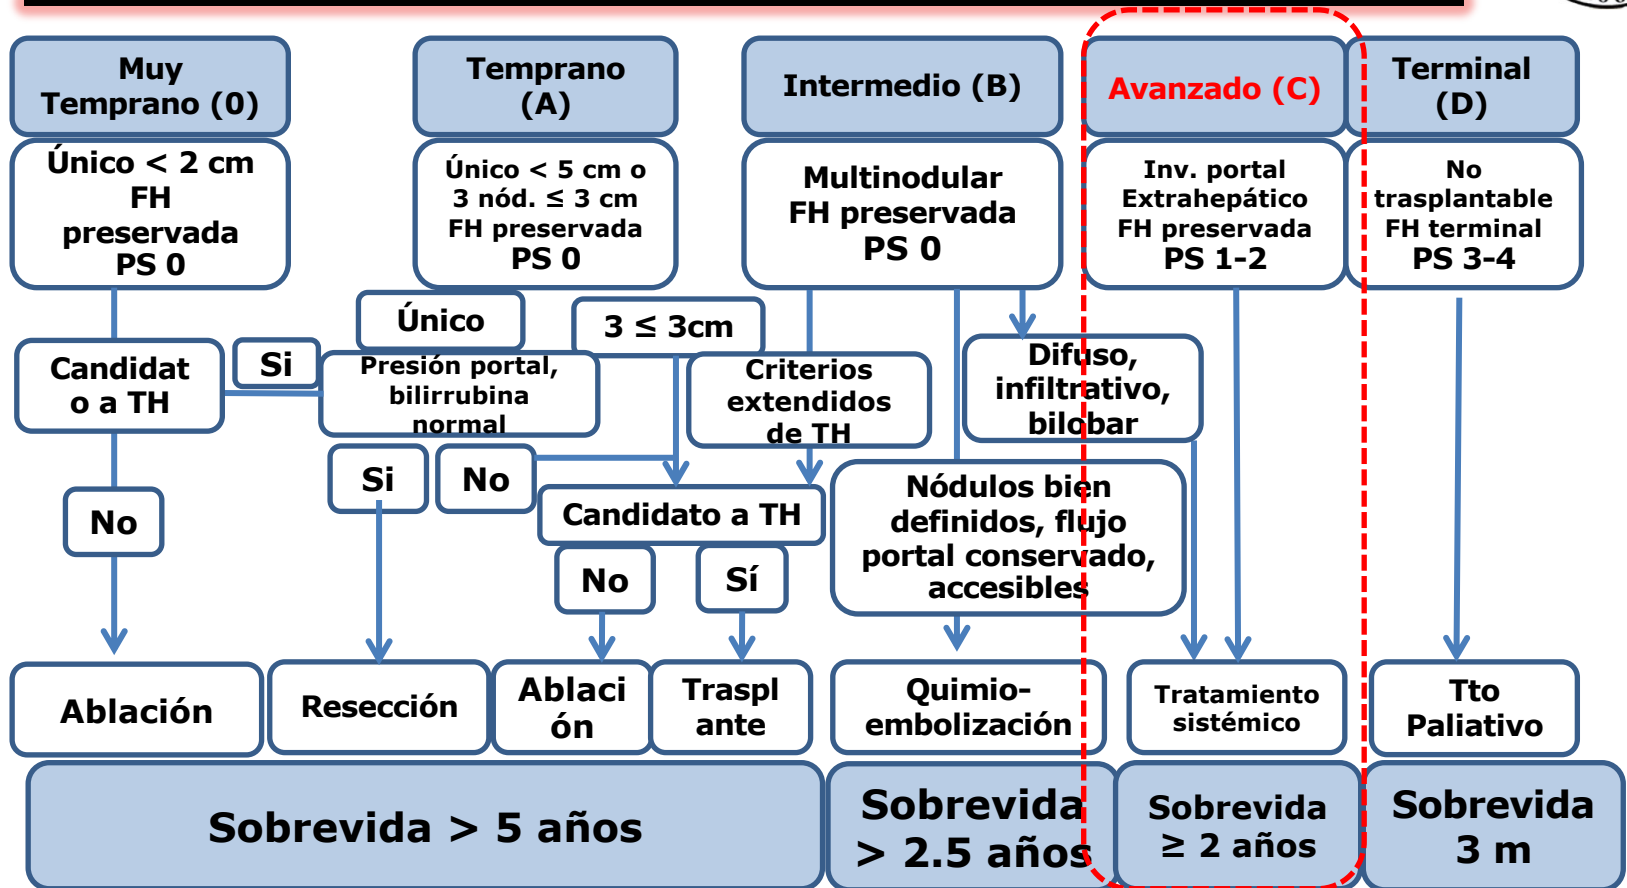 Muy
Temprano (0)
Temprano
(A)
Intermedio (B)
Avanzado (C)
Terminal
(D)
Único < 2 cm
FH
preservada
PS 0
Único < 5 cm o
3 nód. ≤ 3 cm
FH preservada
PS 0
Multinodular
FH preservada
PS 0
Inv. portal
Extrahepático
FH preservada
PS 1-2
No
trasplantable
FH terminal
PS 3-4
Único
3 ≤ 3cm
Candidat
o a TH
Si
Presión portal,
bilirrubina
normal
Criterios
extendidos
de TH
Difuso,
infiltrativo,
bilobar
Si
No
No
Candidato a TH
Nódulos bien
definidos, flujo
portal conservado,
accesibles
No
Sí
Ablación
Resección
Ablaci
ón
Traspl
ante
Quimio-
embolización
Tratamiento
sistémico
Tto
Paliativo
Sobrevida > 5 años
Sobrevida
> 2.5 años
Sobrevida
≥ 2 años
Sobrevida
3 m